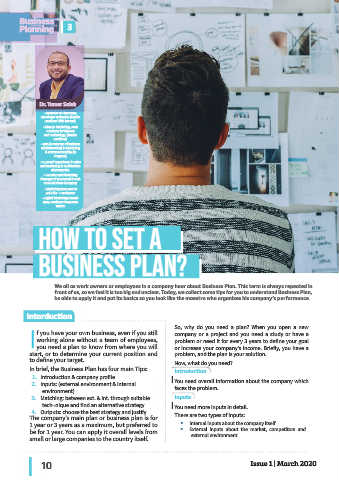 Business
Planning 3
Dr. Tamer Saleh
HOW TO SET A
BUSINESS PLAN?
We all as work owners or employees in a company hear about Business Plan. This term is always repeated in
front of us, so we find it is too big and unclear. Today, we collect some tips for you to understand Business Plan,
be able to apply it and put its basics so you look like the maestro who organizes his company's performance.
Interduction
If you have your own business, even if you still
working alone without a team of employees,
you need a plan to know from where you will
start, or to determine your current position and
to define your target.
In brief, the Business Plan has four main Tips:
1. Introduction & company profile
2. Inputs: (external environment & internal
environment)
3. Matching: between ext. & int. through suitable
tech-nique and find an alternative strategy
4. Outputs: choose the best strategy and justify
The company's main plan or business plan is for
1 year or 3 years as a maximum, but preferred to
be for 1 year. You can apply it overall levels from
small or large companies to the country itself.
So, why do you need a plan? When you open a new
company or a project and you need a study or have a
problem or need it for every 3 years to define your goal
or increase your company's income. Briefly, you have a
problem, and the plan is your solution.
Now, what do you need?
Introduction
You need overall information about the company which
faces the problem.
Inputs
You need more inputs in detail.
There are two types of inputs:
• Internal inputs about the company itself
• External inputs about the market, competitors and
external environment
10
Issue 1 | March 2020